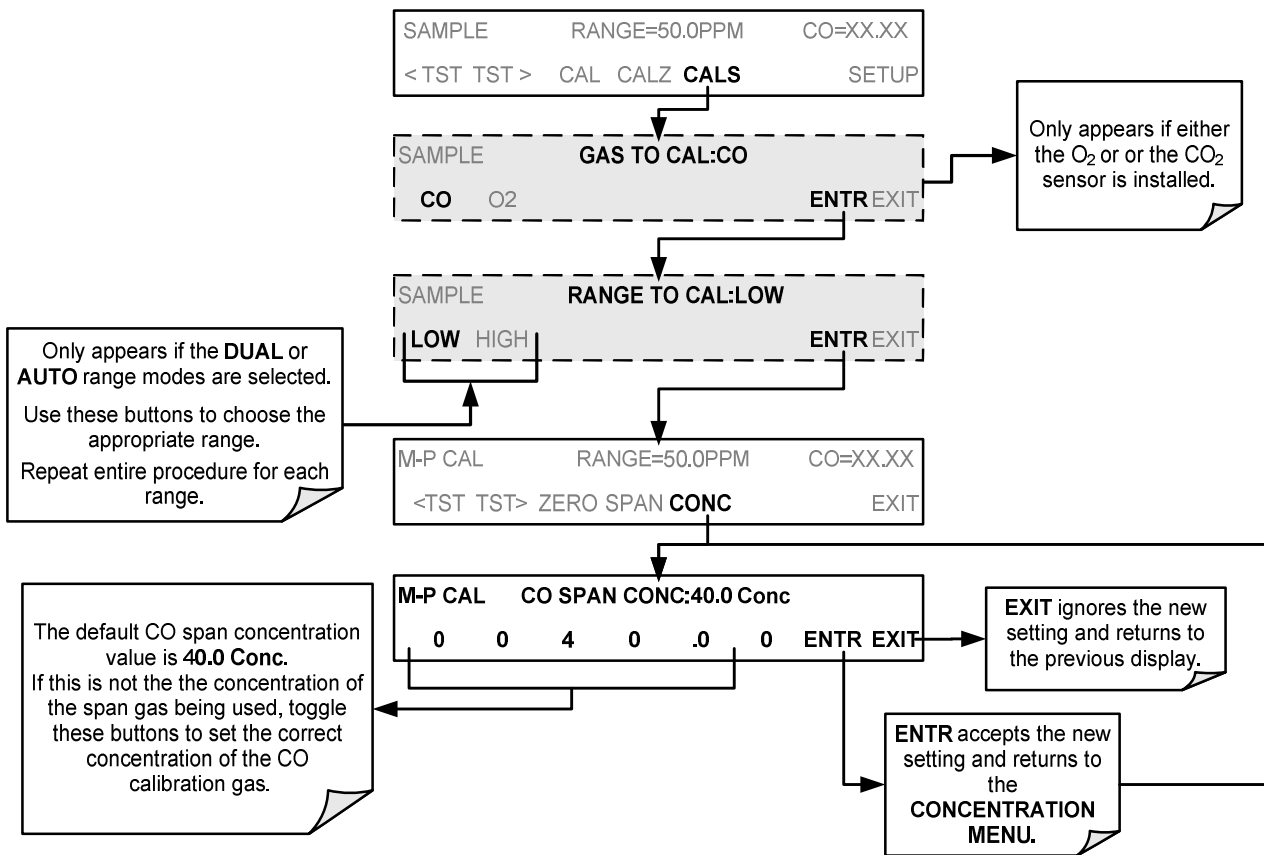 SAMPLE RANGE=50.0PPM CO=XX.XX
< TST TST > CAL CALZ CALS SETUP
Only appears if either
the O2 or or the CO2
sensor is installed.
SAMPLE GAS TO CAL:CO
CO O2 ENTR EXIT
SAMPLE RANGE TO CAL:LOW
LOW HIGH ENTR EXIT
Only appears if the DUAL or
AUTO range modes are selected.
Use these buttons to choose the
appropriate range.
Repeat entire procedure for each
range.
M-P CAL RANGE=50.0PPM CO=XX.XX
<TST TST> ZERO SPAN CONC EXIT
M-P CAL CO SPAN CONC:40.0 Conc
0 0 4 0 .0 0 ENTR EXIT
The default CO span concentration
value is 40.0 Conc.
If this is not the the concentration of
the span gas being used, toggle
these buttons to set the correct
concentration of the CO
calibration gas.
EXIT ignores the new
setting and returns to
the previous display.
ENTR accepts the new
setting and returns to
the
CONCENTRATION
MENU.